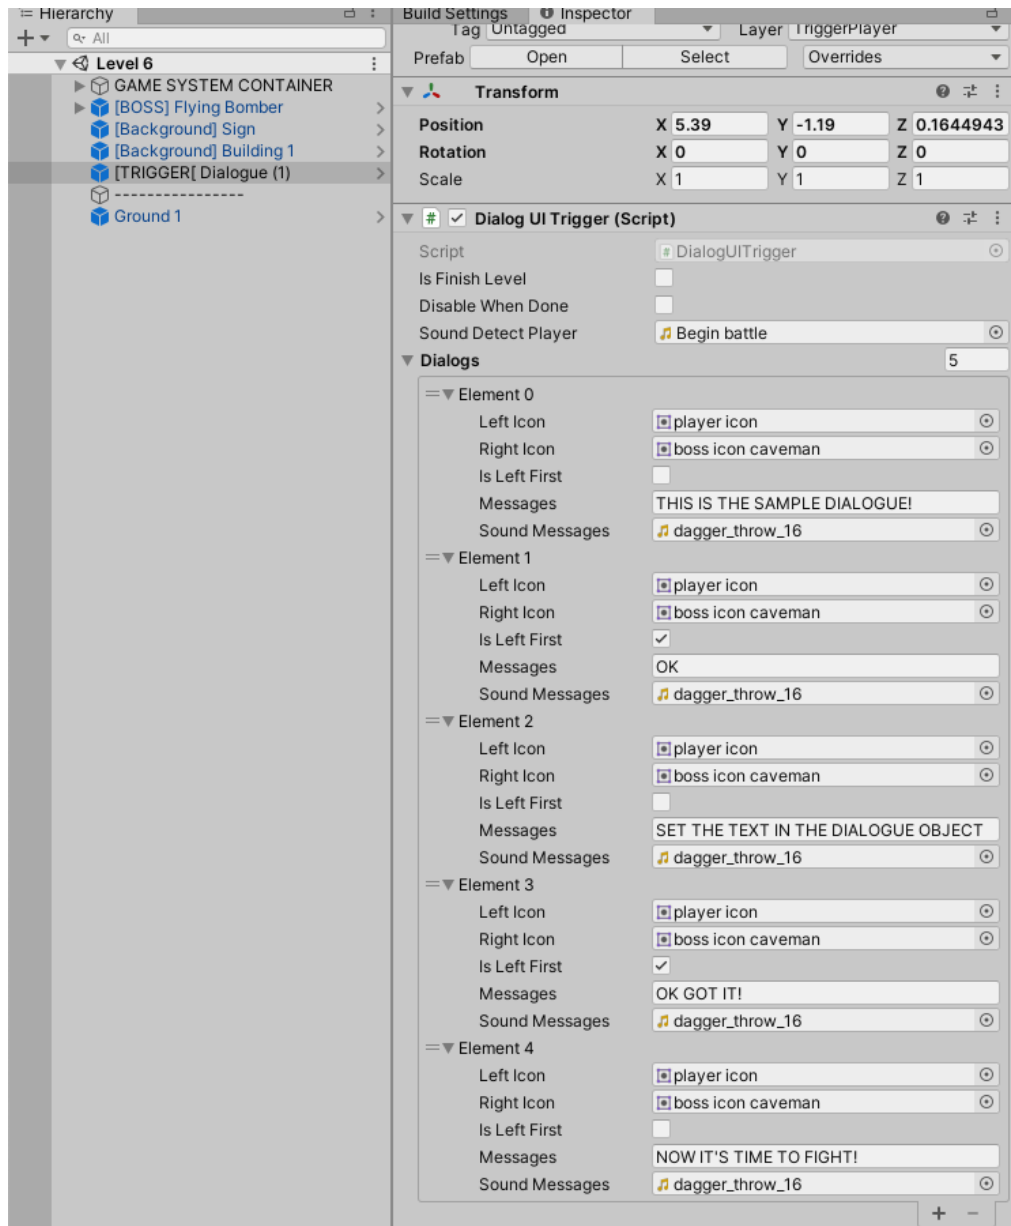 Hierarchy
All
Level 6
GAME SYSTEM CONTAINER
[BOSS] Flying Bomber
[Background] Sign
[Background] Building 1
[TRIGGER[ Dialogue (1)
----------------
Ground 1
Build Settings Inspector
Tag Untagged Layer TriggerPlayer
Prefab Open Select Overrides
Transform
Position X 5.39 Y -1.19 Z 0.1644943
Rotation X 0 Y 0 Z 0
Scale X 1 Y 1 Z 1
# Dialog UI Trigger (Script)
Script # DialogUITrigger
Is Finish Level
Disable When Done
Sound Detect Player Begin battle
Dialogs 5
Element 0
Left Icon player icon
Right Icon boss icon caveman
Is Left First
Messages THIS IS THE SAMPLE DIALOGUE!
Sound Messages dagger_throw_16
Element 1
Left Icon player icon
Right Icon boss icon caveman
Is Left First
Messages OK
Sound Messages dagger_throw_16
Element 2
Left Icon player icon
Right Icon boss icon caveman
Is Left First
Messages SET THE TEXT IN THE DIALOGUE OBJECT
Sound Messages dagger_throw_16
Element 3
Left Icon player icon
Right Icon boss icon caveman
Is Left First
Messages OK GOT IT!
Sound Messages dagger_throw_16
Element 4
Left Icon player icon
Right Icon boss icon caveman
Is Left First
Messages NOW IT'S TIME TO FIGHT!
Sound Messages dagger_throw_16